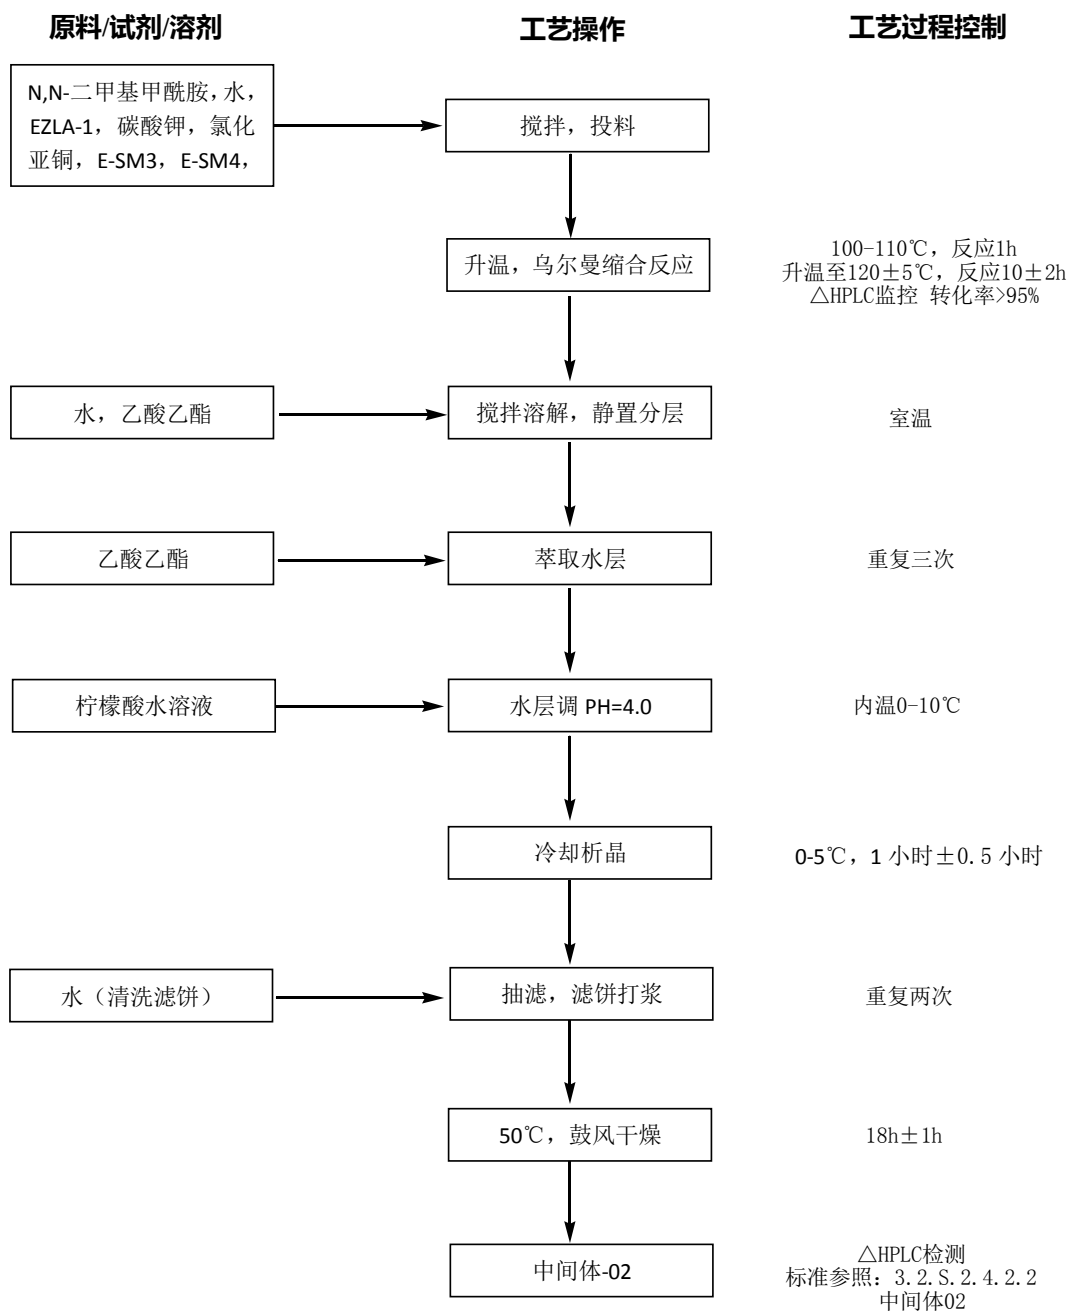 原料/试剂/溶剂 工艺操作 工艺过程控制
N,N-二甲基甲酰胺，水，
EZLA-1，碳酸钾，氯化
亚铜，E-SM3，E-SM4，
搅拌，投料
升温，乌尔曼缩合反应
100-110℃，反应1h
升温至120±5℃，反应10±2h
△HPLC监控 转化率>95%
水，乙酸乙酯 搅拌溶解，静置分层 室温
乙酸乙酯 萃取水层 重复三次
柠檬酸水溶液 水层调 PH=4.0 内温0-10℃
冷却析晶 0-5℃，1 小时±0.5 小时
水（清洗滤饼） 抽滤，滤饼打浆 重复两次
50℃，鼓风干燥 18h±1h
中间体-02
△HPLC检测
标准参照：3.2.S.2.4.2.2
中间体02